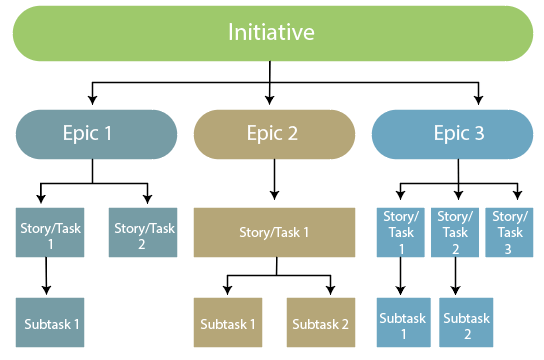 Initiative
Epic 1
Epic 2
Epic 3
Story/Task
1
Story/Task
2
Story/Task 1
Story/
Task
1
Story/
Task
2
Story/
Task
3
Subtask 1
Subtask 1
Subtask 2
Subtask
1
Subtask
2